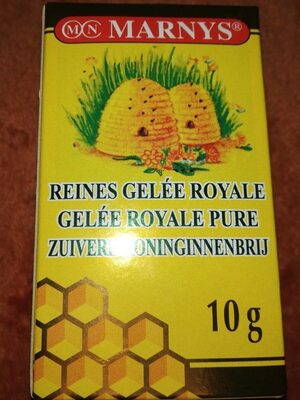 MN MARNYS®
REINES GELÉE ROYALE
GELÉE ROYALE PURE
ZUIVERE KONINGINNENBRIJ
10 g